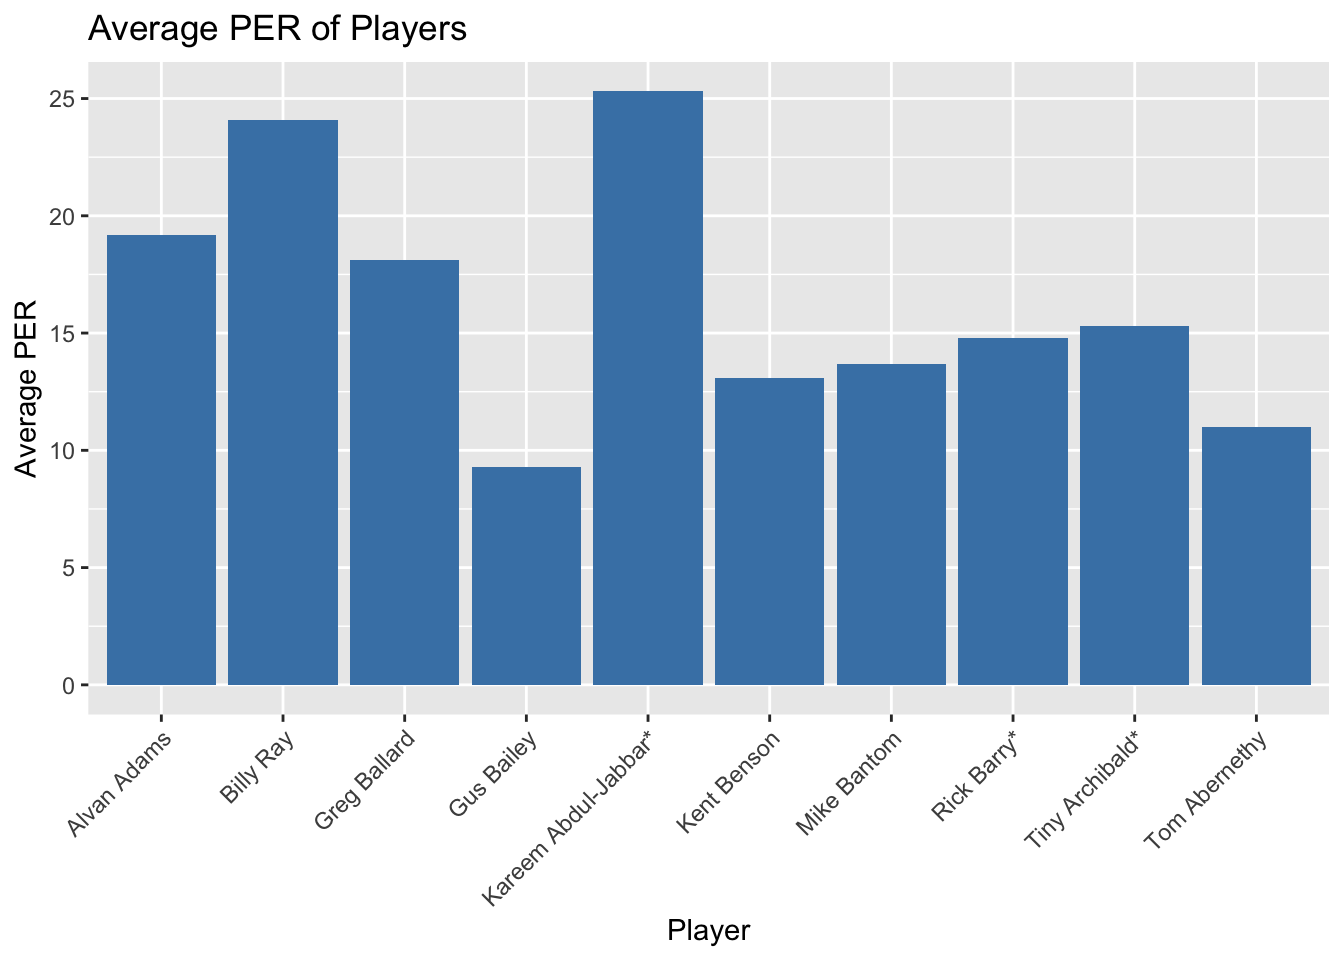 Average PER of Players
Average PER
25
20
15
10
5
0
Alvan Adams
Billy Ray
Greg Ballard
Gus Bailey
Kareem Abdul-Jabbar*
Kent Benson
Mike Bantom
Rick Barry*
Tiny Archibald*
Tom Abernethy
Player